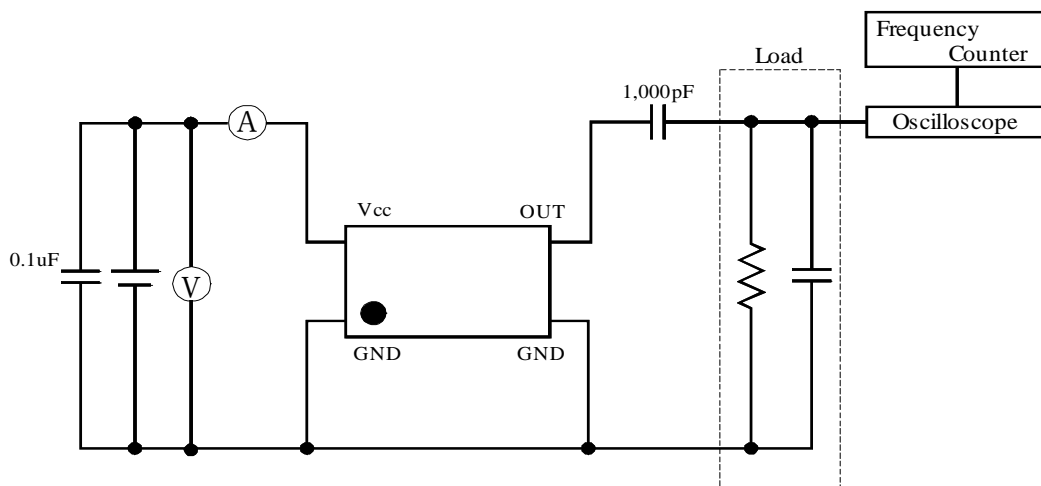 Frequency
Counter
Load
1,000pF
A
Oscilloscope
Vcc
OUT
0.1uF
V
GND
GND